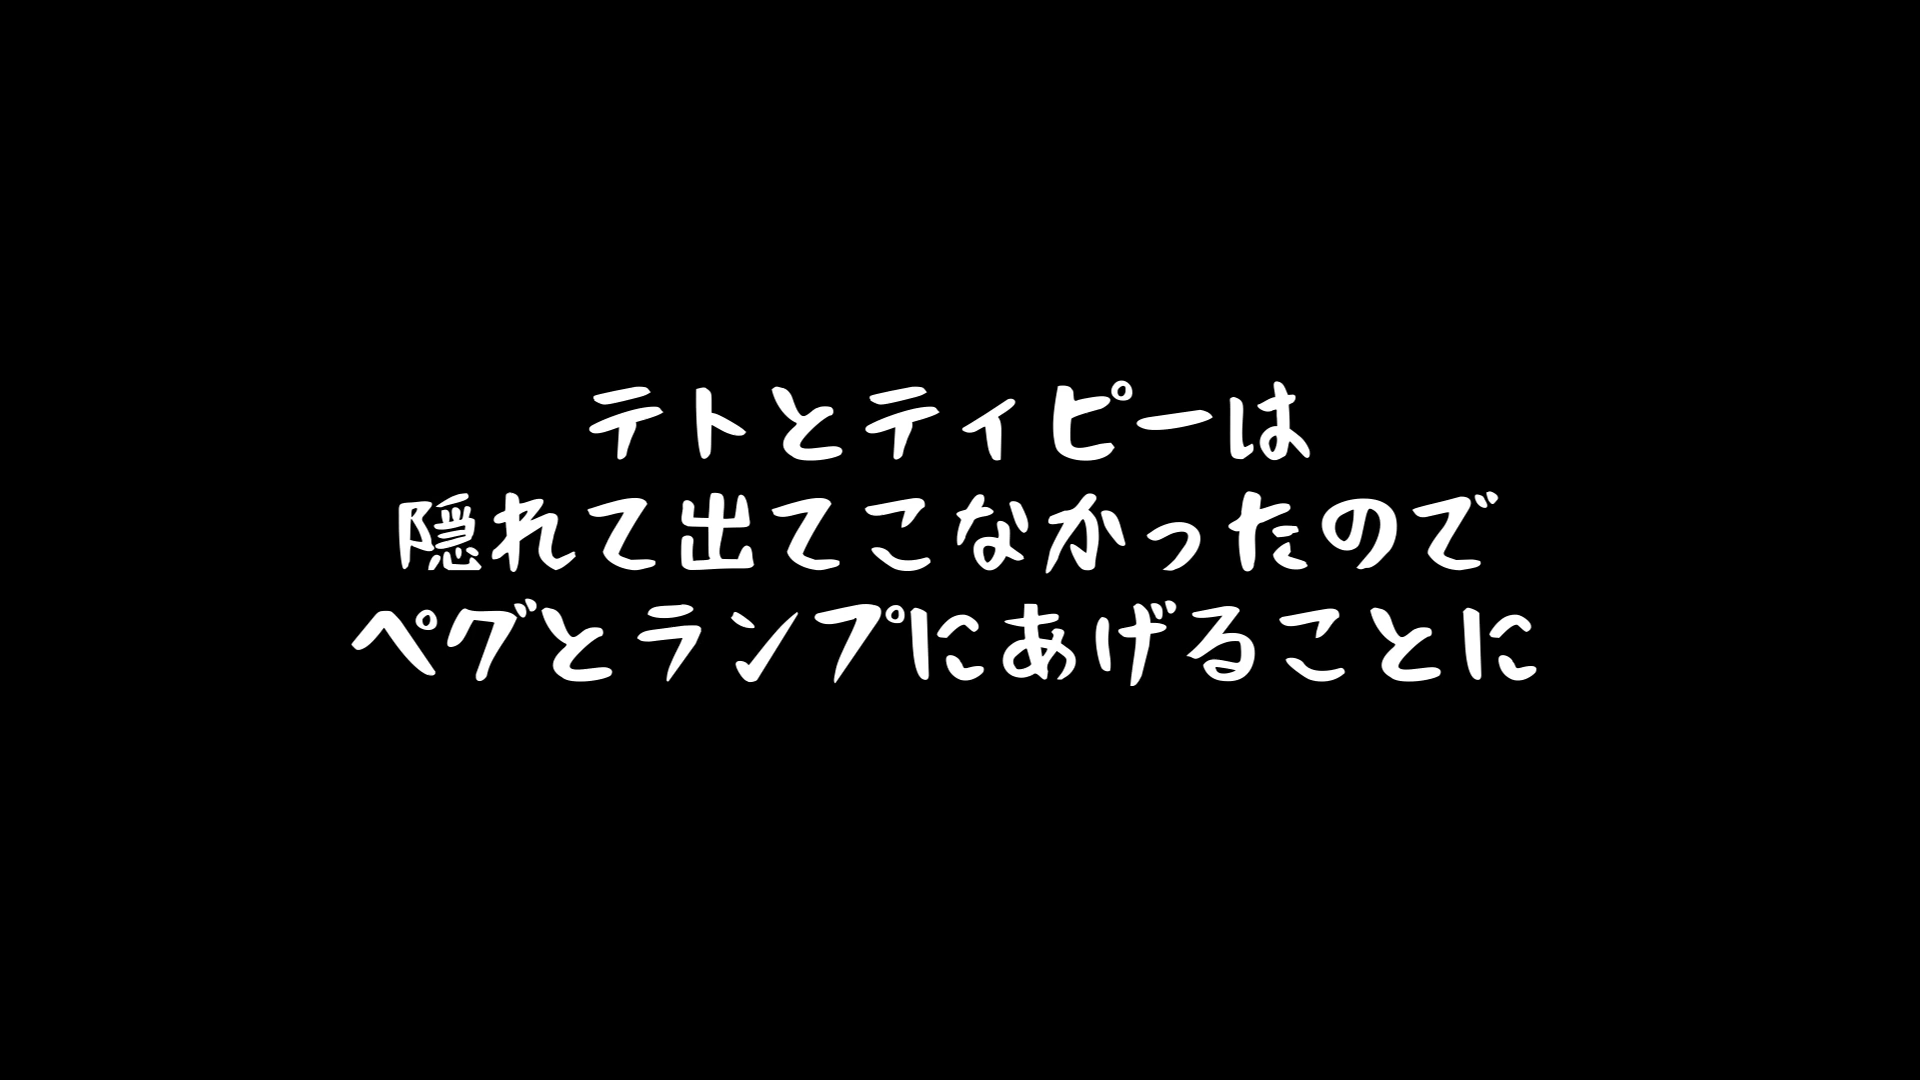 テトとティピーは
隠れて出てこなかったので
ペグとランプにあげることに